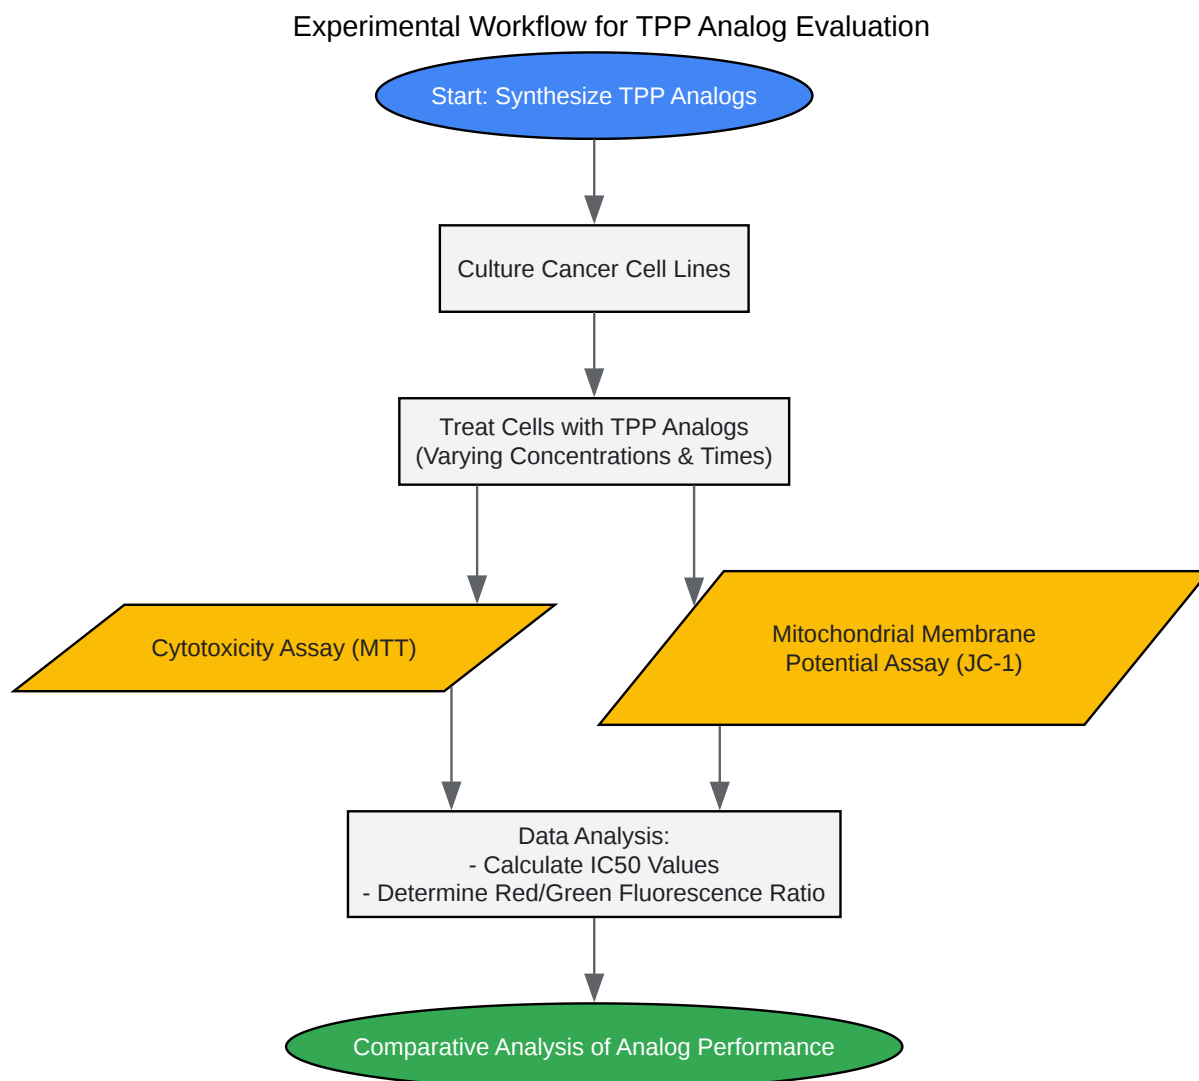 Experimental Workflow for TPP Analog Evaluation
Start: Synthesize TPP Analogs
Culture Cancer Cell Lines
Treat Cells with TPP Analogs
(Varying Concentrations & Times)
Cytotoxicity Assay (MTT)
Mitochondrial Membrane
Potential Assay (JC-1)
Data Analysis:
- Calculate IC50 Values
- Determine Red/Green Fluorescence Ratio
Comparative Analysis of Analog Performance